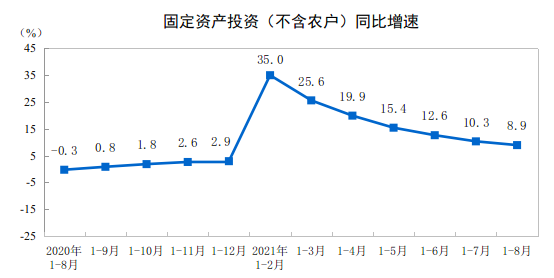 固定资产投资（不含农户）同比增速
(%)
45
35
25
15
5
-5
-15
-25
-0.3
0.8
1.8
2.6
2.9
35.0
25.6
19.9
15.4
12.6
10.3
8.9
2020年
1-8月
1-9月
1-10月
1-11月
1-12月
2021年
1-2月
1-3月
1-4月
1-5月
1-6月
1-7月
1-8月